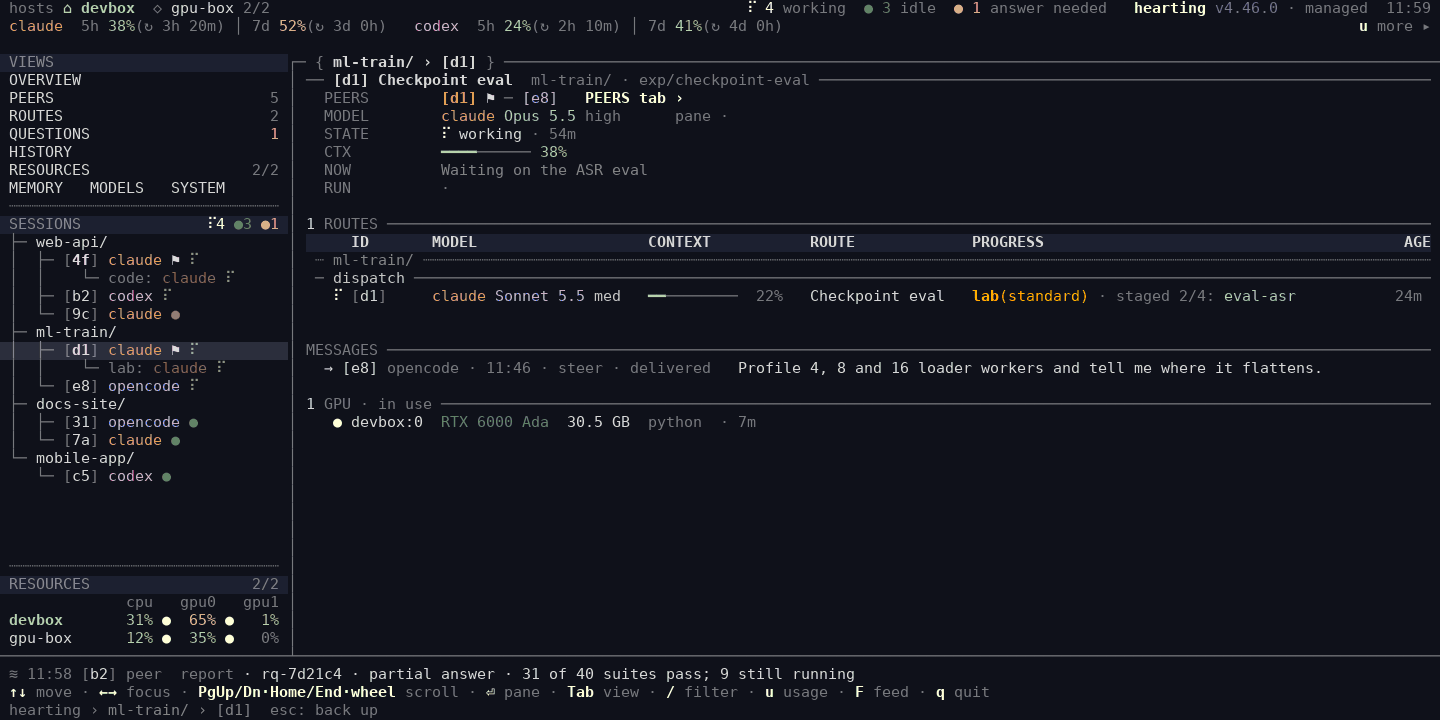 hosts ⌂ devbox ◇ gpu-box 2/2 ⠏ 4 working ● 3 idle ● 1 answer needed hearting v4.46.0 · managed 11:59
claude 5h 38%(↻ 3h 20m) │ 7d 52%(↻ 3d 0h) codex 5h 24%(↻ 2h 10m) │ 7d 41%(↻ 4d 0h) u more ▸
VIEWS
OVERVIEW
PEERS 5
ROUTES 2
QUESTIONS 1
HISTORY
RESOURCES 2/2
MEMORY MODELS SYSTEM
SESSIONS ⠏4 ●3 ●1
web-api/
[4f] claude ⚑ ⠏
code: claude ⠏
[b2] codex ⠏
[9c] claude ●
ml-train/
[d1] claude ⚑ ⠏
lab: claude ⠏
[e8] opencode ⠏
docs-site/
[31] opencode ●
[7a] claude ●
mobile-app/
[c5] codex ●
RESOURCES 2/2
cpu gpu0 gpu1
devbox 31% ● 65% ● 1%
gpu-box 12% ● 35% ● 0%
{ ml-train/ › [d1] }
[d1] Checkpoint eval ml-train/ · exp/checkpoint-eval
PEERS [d1] ⚑ — [e8] PEERS tab ›
MODEL claude Opus 5.5 high pane ·
STATE ⠏ working · 54m
CTX 38%
NOW Waiting on the ASR eval
RUN ·
1 ROUTES
ID MODEL CONTEXT ROUTE PROGRESS AGE
ml-train/
dispatch
⠏ [d1] claude Sonnet 5.5 med 22% Checkpoint eval lab(standard) · staged 2/4: eval-asr 24m
MESSAGES
→ [e8] opencode · 11:46 · steer · delivered Profile 4, 8 and 16 loader workers and tell me where it flattens.
1 GPU · in use
● devbox:0 RTX 6000 Ada 30.5 GB python · 7m
≋ 11:58 [b2] peer report · rq-7d21c4 · partial answer · 31 of 40 suites pass; 9 still running
↑↓ move · ←→ focus · PgUp/Dn·Home/End·wheel scroll · ⏎ pane · Tab view · / filter · u usage · F feed · q quit
hearting › ml-train/ › [d1] esc: back up